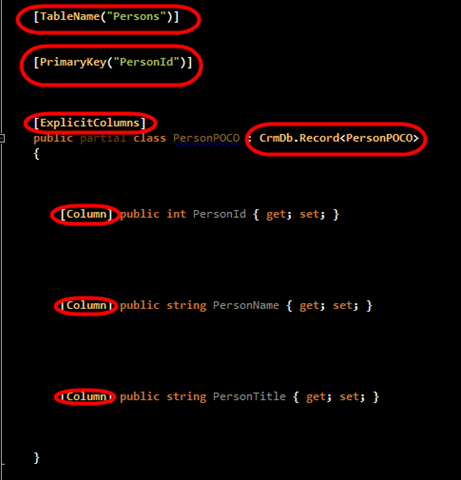 [TableName("Persons")]
[PrimaryKey("PersonId")]
[ExplicitColumns]
public partial class PersonPOCO : CrmDb.Record<PersonPOCO>
{
[Column] public int PersonId { get; set; }
[Column] public string PersonName { get; set; }
[Column] public string PersonTitle { get; set; }
}